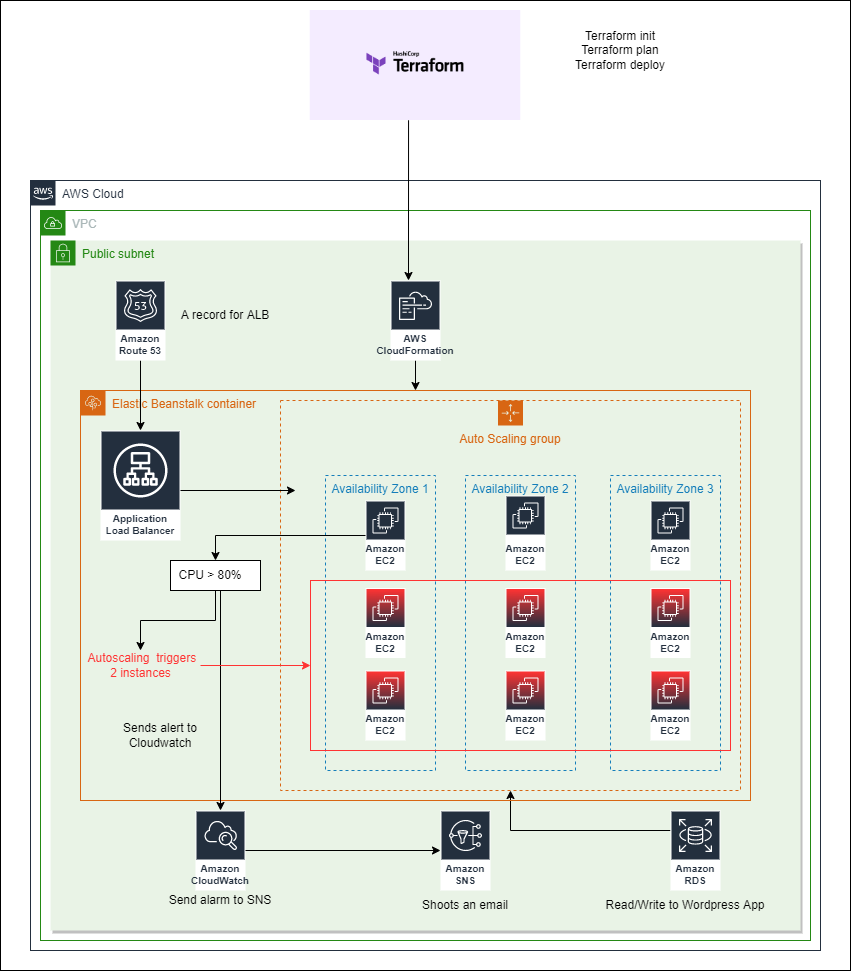 HashiCorp
Terraform
Terraform init
Terraform plan
Terraform deploy
aws
AWS Cloud
VPC
Public subnet
53
Amazon
Route 53
A record for ALB
AWS
CloudFormation
Elastic Beanstalk container
Auto Scaling group
Application
Load Balancer
Availability Zone 1
Availability Zone 2
Availability Zone 3
Amazon
EC2
Amazon
EC2
Amazon
EC2
CPU > 80%
Amazon
EC2
Amazon
EC2
Amazon
EC2
Autoscaling triggers
2 instances
Amazon
EC2
Amazon
EC2
Amazon
EC2
Sends alert to
Cloudwatch
Amazon
CloudWatch
Send alarm to SNS
Amazon
SNS
Shoots an email
Amazon
RDS
Read/Write to Wordpress App